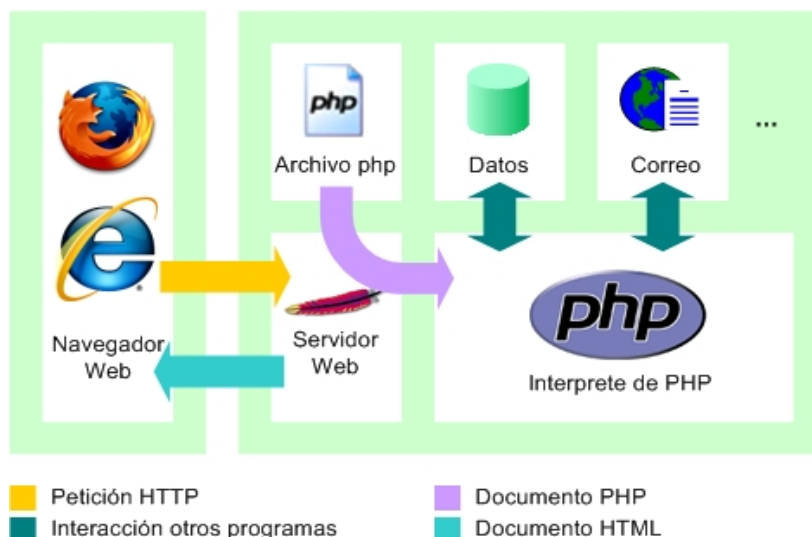 php
Archivo php
Datos
Correo
...
Navegador
Web
Servidor
Web
php
Interprete de PHP
Petición HTTP
Documento PHP
Interacción otros programas
Documento HTML